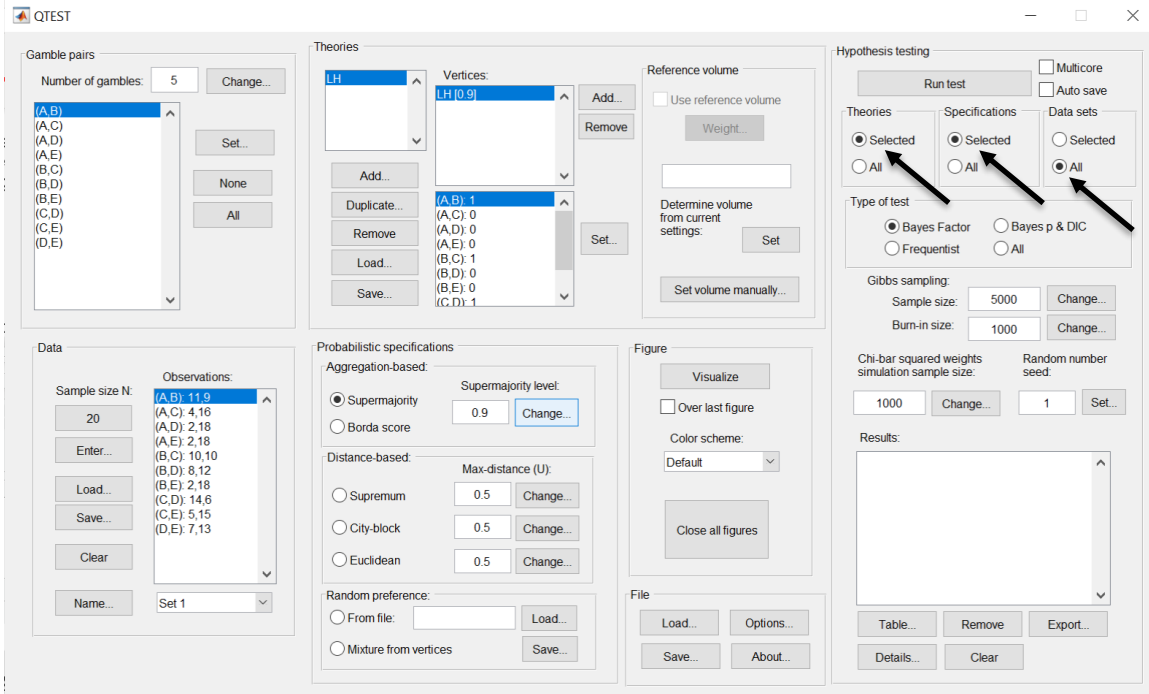 QTEST
Gamble pairs
Number of gambles: 5 Change...
(A,B)
(A,C)
(A,D)
(A,E)
(B,C)
(B,D)
(B,E)
(C,D)
(C,E)
(D,E)
Set...
None
All
Theories
LH
Add...
Duplicate...
Remove
Load...
Save...
Vertices:
LH [0.9]
Add...
Remove
(A,B): 1
(A,C): 0
(A,D): 0
(A,E): 0
(B,C): 1
(B,D): 0
(B,E): 0
(C,D): 1
Set...
Reference volume
Use reference volume
Weight...
Determine volume
from current
settings:
Set
Set volume manually...
Hypothesis testing
Run test
Multicore
Auto save
Theories
Selected
All
Specifications
Selected
All
Data sets
Selected
All
Type of test
Bayes Factor
Bayes p & DIC
Frequentist
All
Gibbs sampling:
Sample size: 5000 Change...
Burn-in size: 1000 Change...
Chi-bar squared weights
simulation sample size:
1000 Change...
Random number
seed:
1 Set...
Results:
Table...
Remove
Export...
Details...
Clear
Data
Sample size N:
20
Enter...
Load...
Save...
Clear
Name...
Observations:
(A,B): 11,9
(A,C): 4,16
(A,D): 2,18
(A,E): 2,18
(B,C): 10,10
(B,D): 8,12
(B,E): 2,18
(C,D): 14,6
(C,E): 5,15
(D,E): 7,13
Set 1
Probabilistic specifications
Aggregation-based:
Supermajority
Borda score
Supermajority level:
0.9 Change...
Distance-based:
Max-distance (U):
Supremum 0.5 Change...
City-block 0.5 Change...
Euclidean 0.5 Change...
Random preference:
From file: Load...
Mixture from vertices Save...
Figure
Visualize
Over last figure
Color scheme:
Default
Close all figures
File
Load...
Options...
Save...
About...